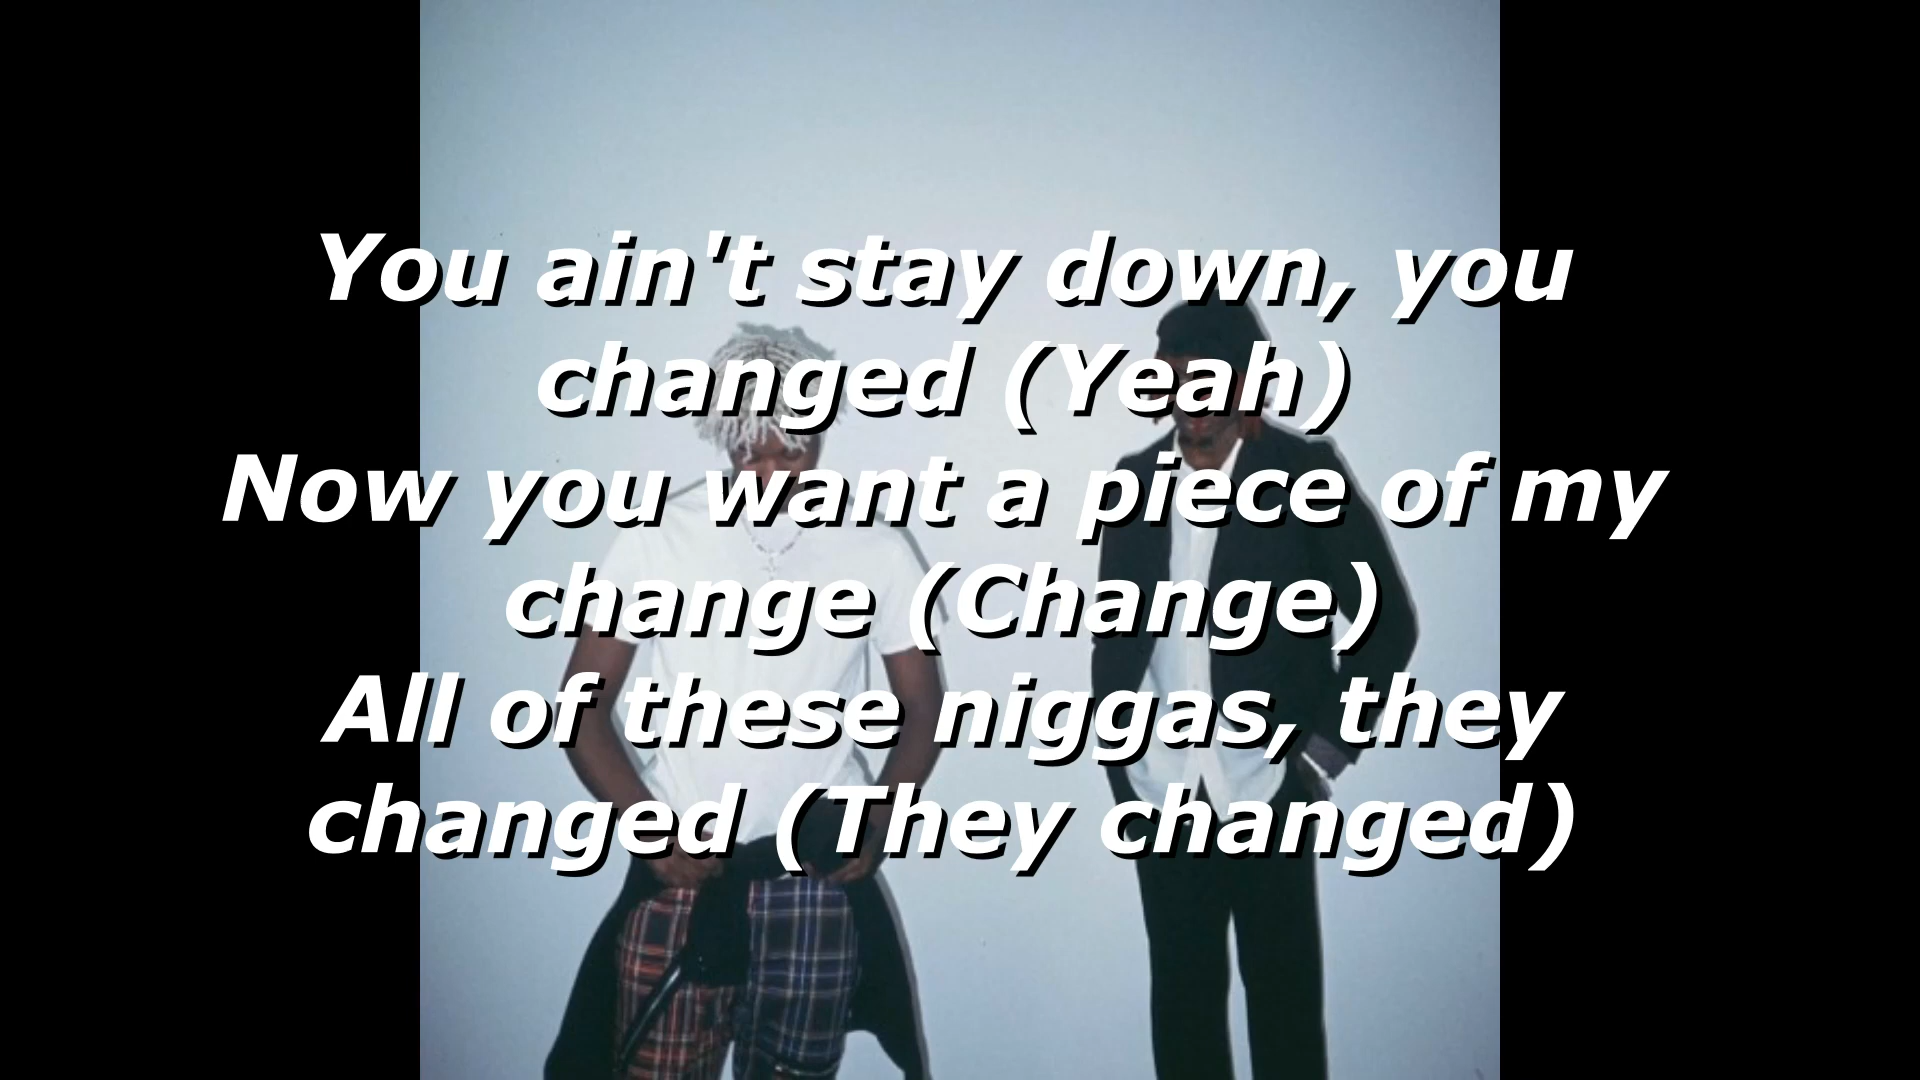 You ain't stay down, you
changed (Yeah)
Now you want a piece of my
change (Change)
All of these niggas, they
changed (They changed)